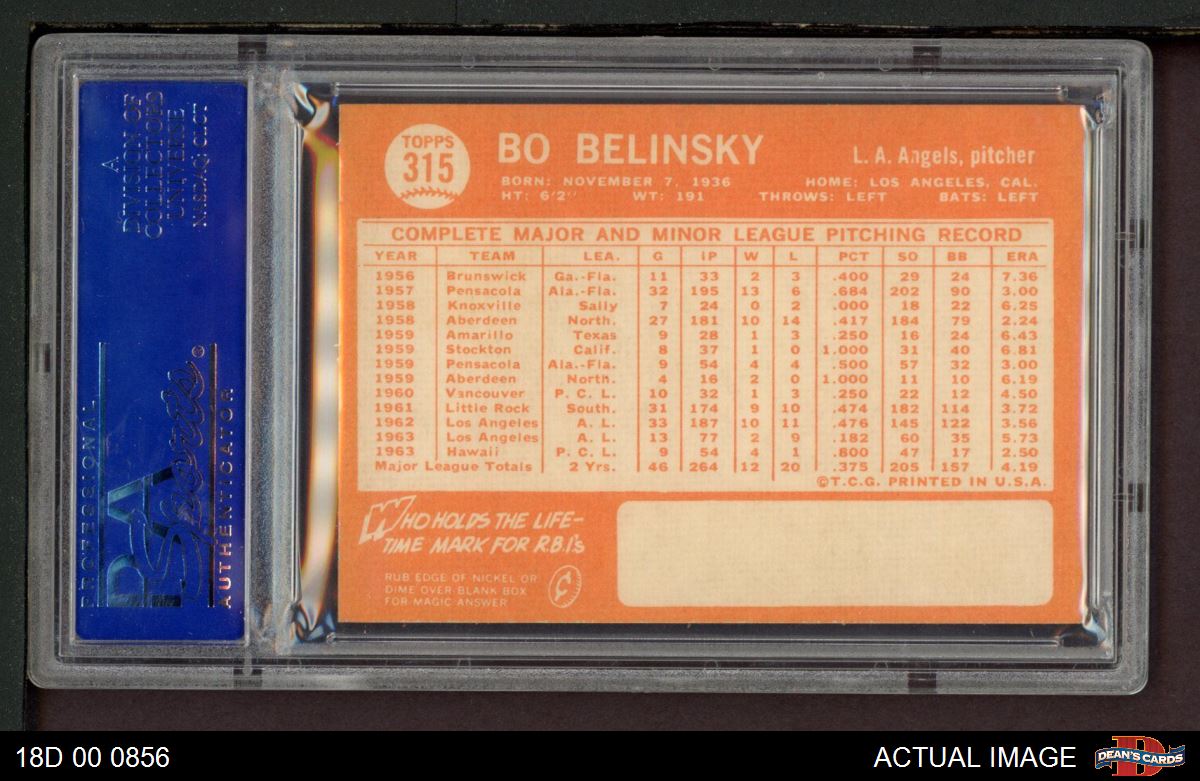 A
DIVISION OF
COLLECTORS
UNIVERSE
NASDAQ: CLCT
PROFESSIONAL
PSA
Sports
AUTHENTICATOR
TOPPS
315
BO BELINSKY
L. A. Angels, pitcher
BORN: NOVEMBER 7, 1936 HOME: LOS ANGELES, CAL.
HT: 6'2" WT: 191 THROWS: LEFT BATS: LEFT
COMPLETE MAJOR AND MINOR LEAGUE PITCHING RECORD
YEAR TEAM LEA. G IP W L PCT SO BB ERA
1956 Brunswick Ga.-Fla. 11 33 2 3 .400 29 24 7.36
1957 Pensacola Ala.-Fla. 32 195 13 6 .684 202 90 3.00
1958 Knoxville Sally 7 24 0 2 .000 18 22 6.25
1958 Aberdeen North. 27 181 10 14 .417 184 79 2.24
1959 Amarillo Texas 9 28 1 3 .250 16 24 6.43
1959 Stockton Calif. 8 37 1 0 1.000 31 40 6.81
1959 Pensacola Ala.-Fla. 9 54 4 4 .500 57 32 3.00
1959 Aberdeen North. 4 16 2 0 1.000 11 10 6.19
1960 Vancouver P. C. L. 10 32 1 3 .250 22 12 4.50
1961 Little Rock South. 31 174 9 10 .474 182 114 3.72
1962 Los Angeles A. L. 33 187 10 11 .476 145 122 3.56
1963 Los Angeles A. L. 13 77 2 9 .182 60 35 5.73
1963 Hawaii P. C. L. 9 54 4 1 .800 47 17 2.50
Major League Totals 2 Yrs. 46 264 12 20 .375 205 157 4.19
©T.C.G. PRINTED IN U.S.A.
WHO HOLDS THE LIFE-
TIME MARK FOR R.B.I's
RUB EDGE OF NICKEL OR
DIME OVER BLANK BOX
FOR MAGIC ANSWER
¢
18D 00 0856
ACTUAL IMAGE
D
DEAN'S CARDS